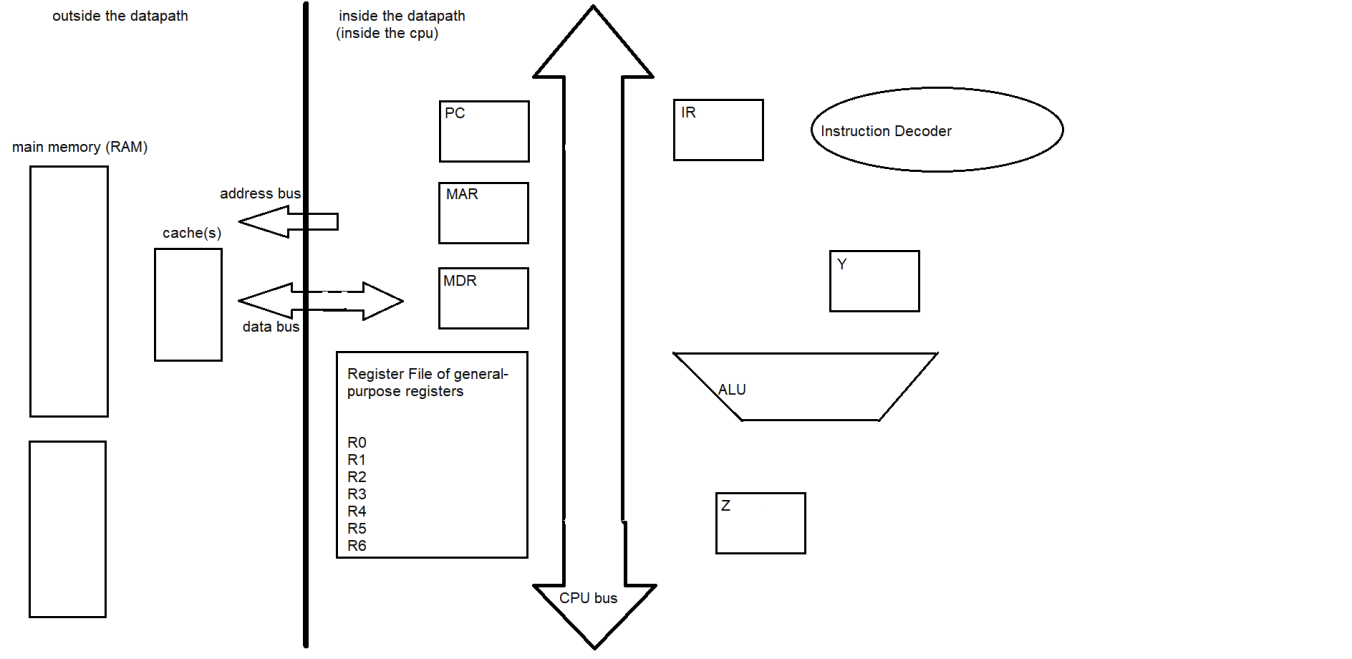 outside the datapath
inside the datapath
(inside the cpu)
PC
IR
Instruction Decoder
main memory (RAM)
address bus
MAR
cache(s)
Y
MDR
data bus
Register File of general-
purpose registers
ALU
R0
R1
R2
R3
R4
R5
R6
Z
CPU bus